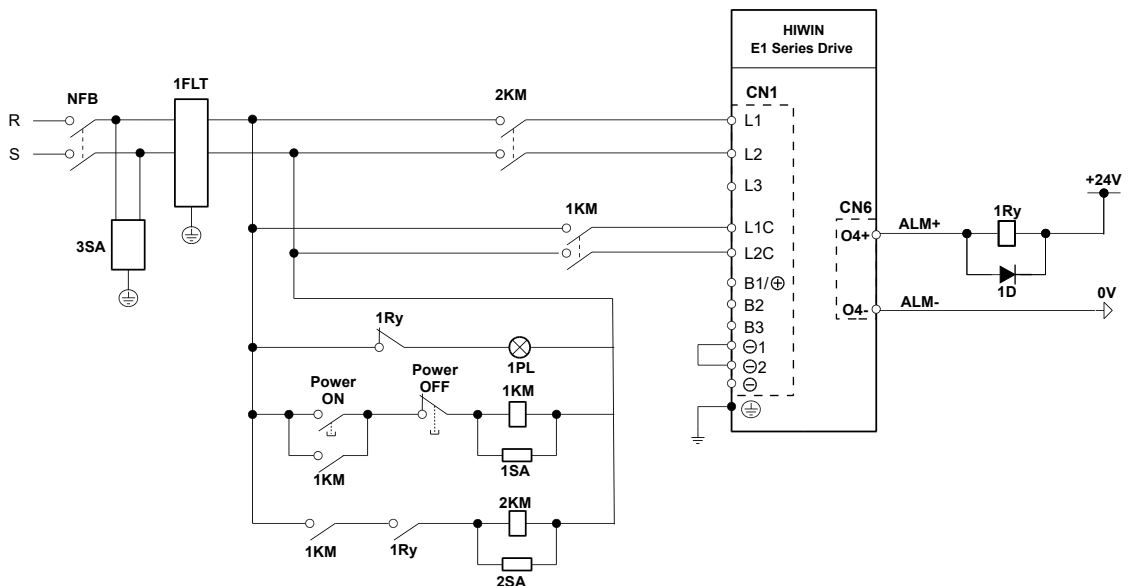 HIWIN
E1 Series Drive
1FLT
NFB
2KM
CN1
R
L1
S
L2
L3
+24V
1KM
CN6
1Ry
L1C
O4+
ALM+
3SA
L2C
1D
B1/⊕
0V
B2
O4-
ALM-
1Ry
B3
⊖1
1PL
⊖2
Power
ON
Power
OFF
1KM
⊖
1KM
1SA
2KM
1KM
1Ry
2SA